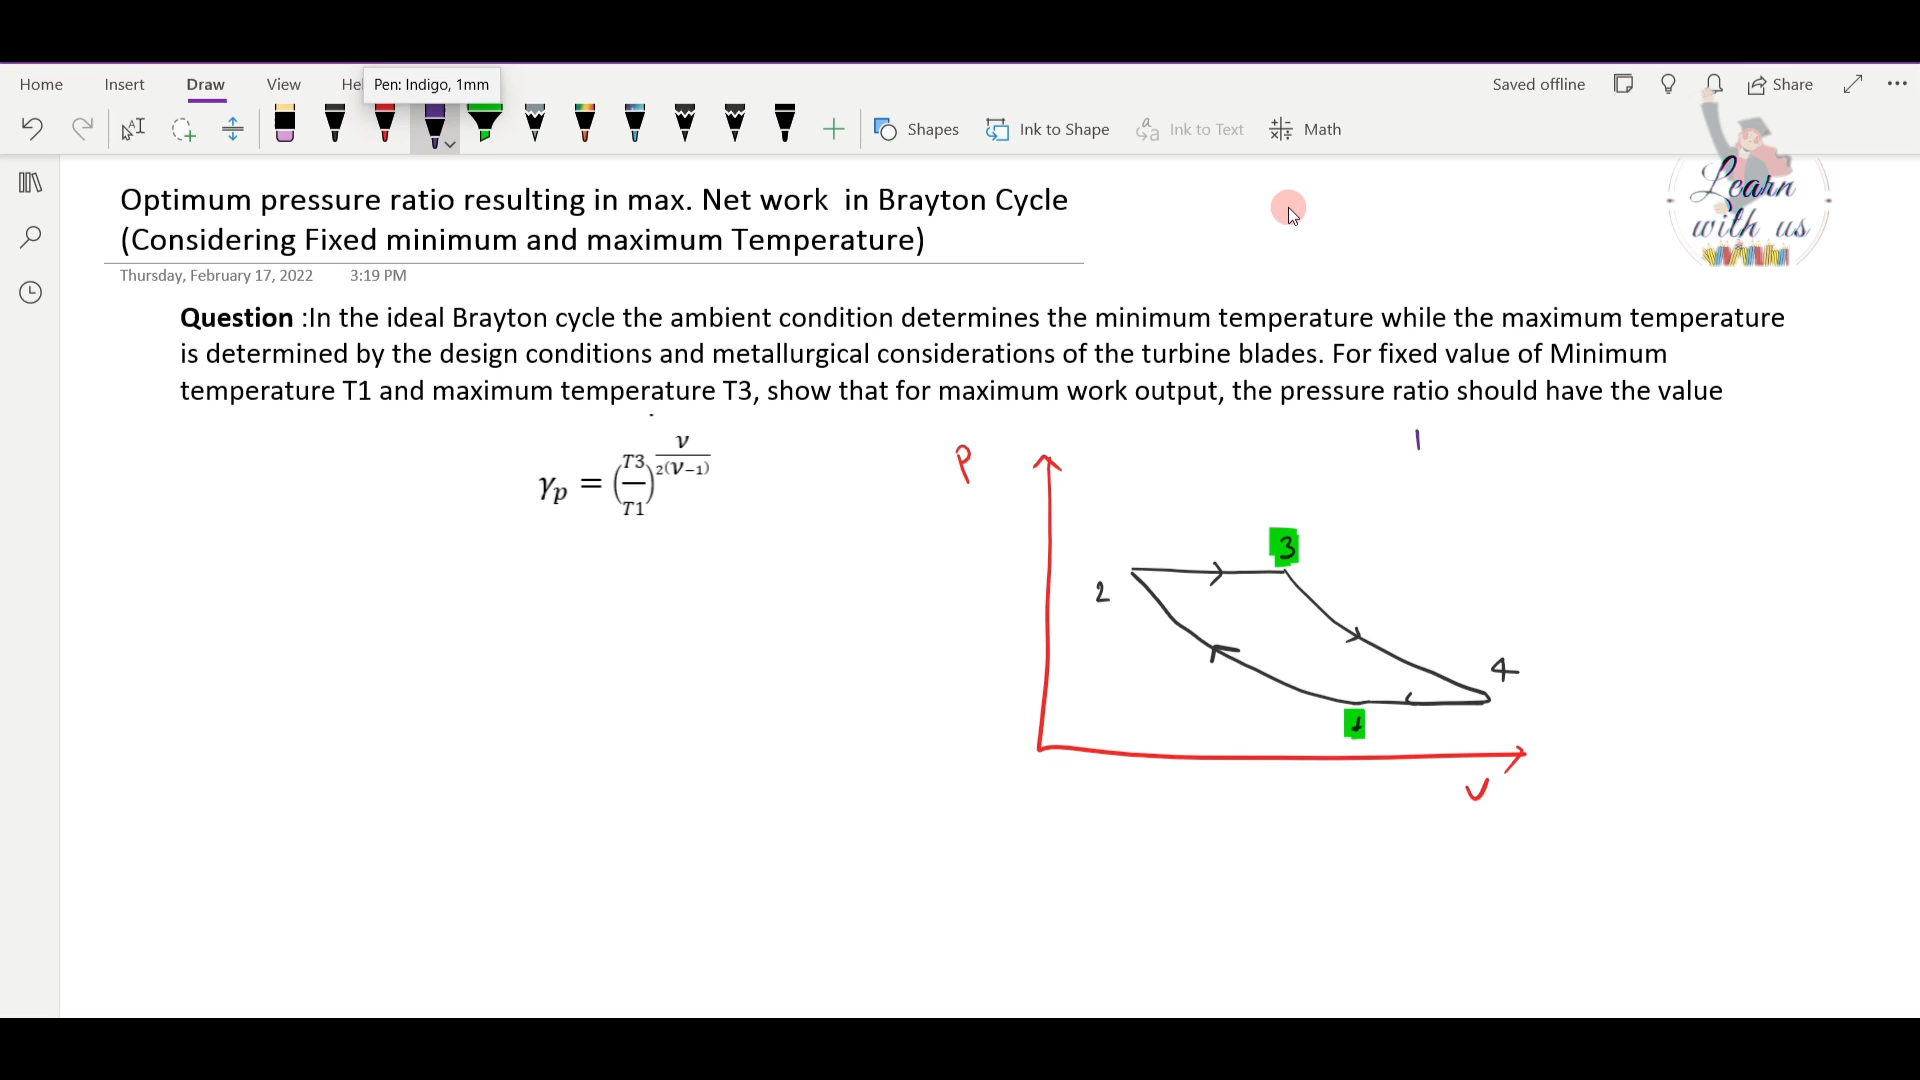 Home Insert Draw View He
Pen: Indigo, 1mm
Saved offline Share
Shapes Ink to Shape Ink to Text Math
Learn
with us
Optimum pressure ratio resulting in max. Net work in Brayton Cycle
(Considering Fixed minimum and maximum Temperature)
Thursday, February 17, 2022 3:19 PM
Question :In the ideal Brayton cycle the ambient condition determines the minimum temperature while the maximum temperature
is determined by the design conditions and metallurgical considerations of the turbine blades. For fixed value of Minimum
temperature T1 and maximum temperature T3, show that for maximum work output, the pressure ratio should have the value
γp = (T3/T1)^(γ/2(γ−1))
P
3
2
4
1
V